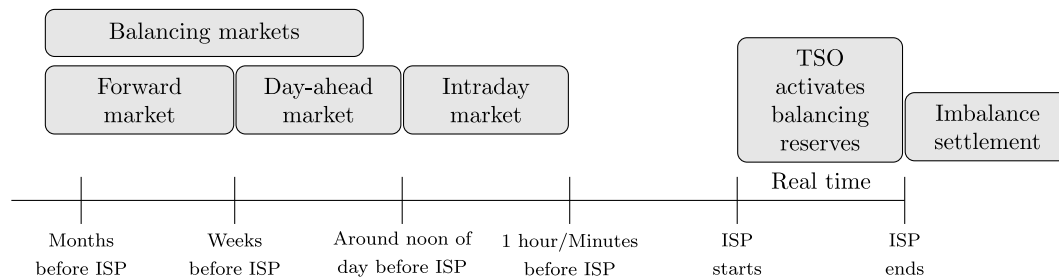 Balancing markets
Forward
market
Day-ahead
market
Intraday
market
TSO
activates
balancing
reserves
Imbalance
settlement
Real time
Months
before ISP
Weeks
before ISP
Around noon of
day before ISP
1 hour/Minutes
before ISP
ISP
starts
ISP
ends